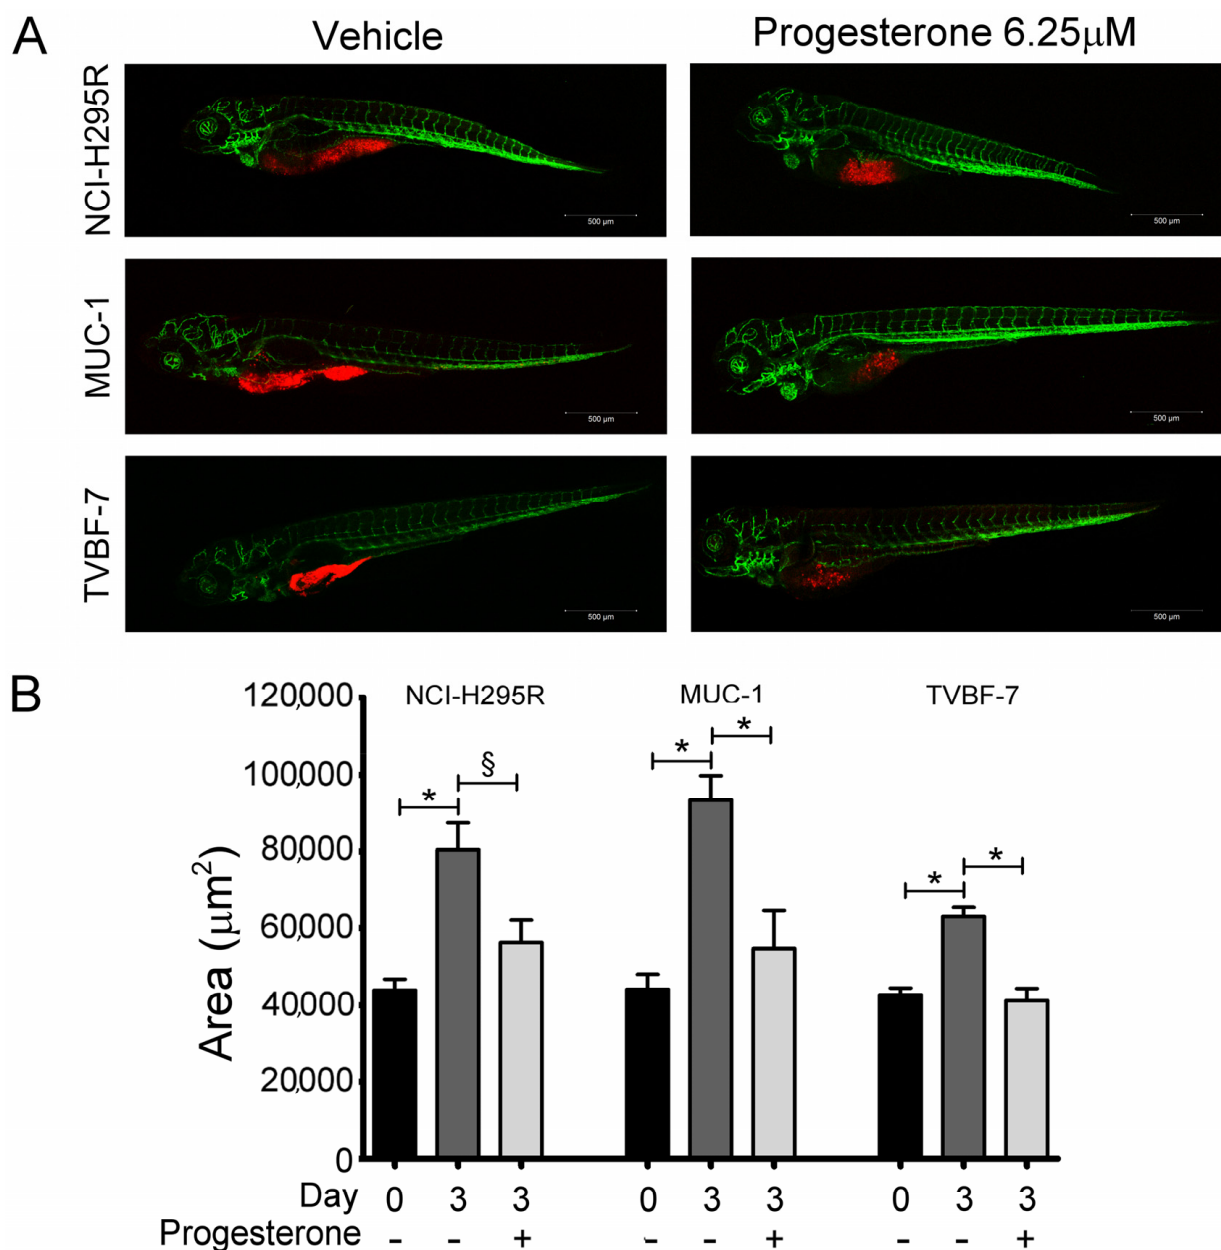 A
Vehicle
Progesterone 6.25μM
NCI-H295R
500 μm
500 μm
MUC-1
500 μm
500 μm
TVBF-7
500 μm
500 μm
B
NCI-H295R
MUC-1
TVBF-7
Area (μm²)
120,000
100,000
80,000
60,000
40,000
20,000
0
* § * * * *
Day 0 3 3 0 3 3 0 3 3
Progesterone - - + - - + - - +